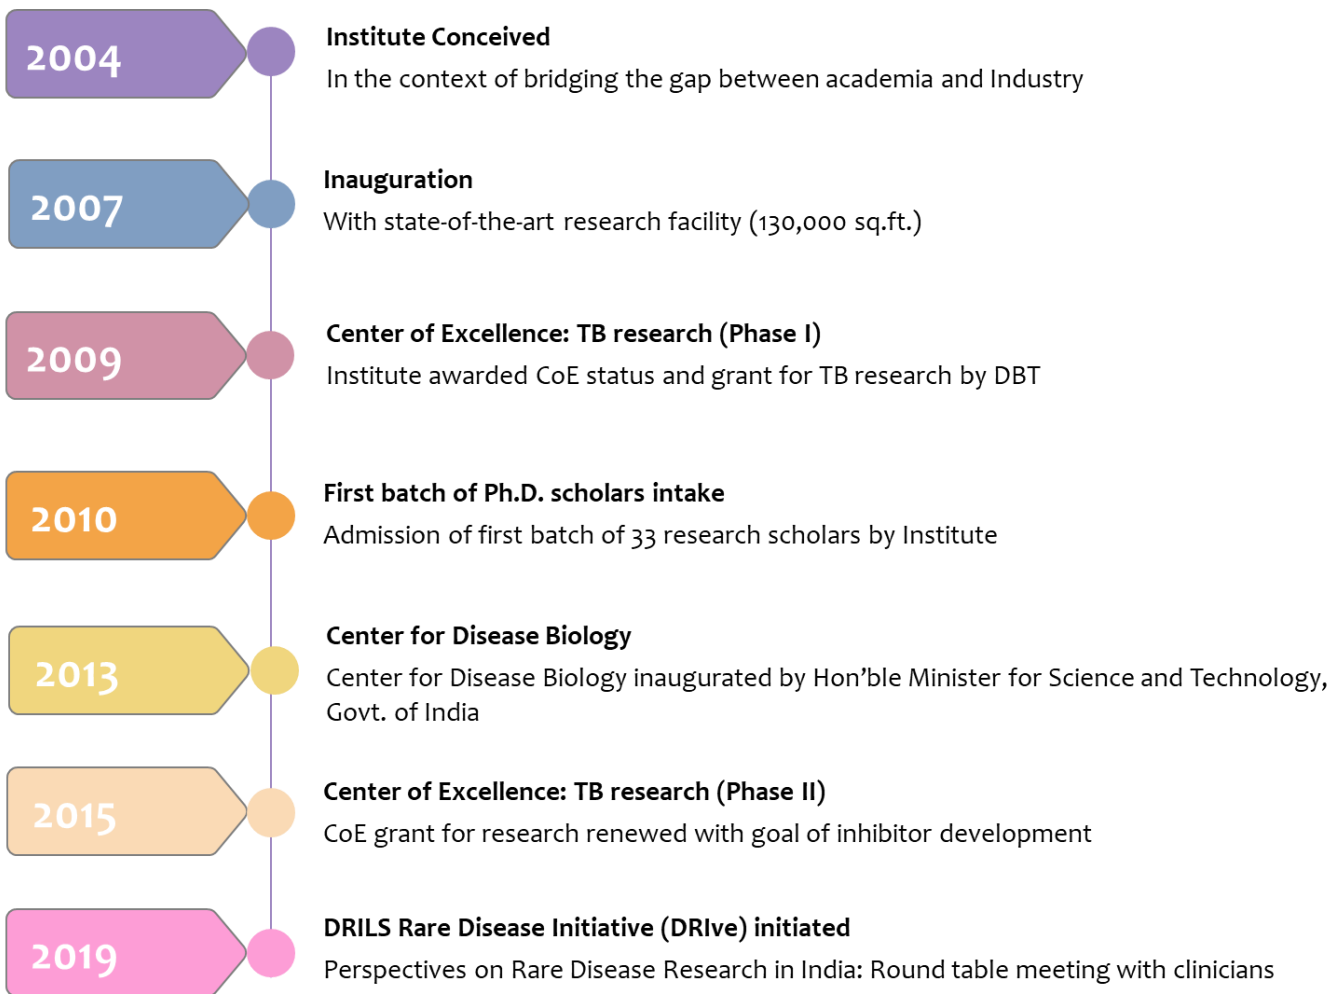 2004
Institute Conceived
In the context of bridging the gap between academia and Industry
2007
Inauguration
With state-of-the-art research facility (130,000 sq.ft.)
2009
Center of Excellence: TB research (Phase I)
Institute awarded CoE status and grant for TB research by DBT
2010
First batch of Ph.D. scholars intake
Admission of first batch of 33 research scholars by Institute
2013
Center for Disease Biology
Center for Disease Biology inaugurated by Hon’ble Minister for Science and Technology,
Govt. of India
2015
Center of Excellence: TB research (Phase II)
CoE grant for research renewed with goal of inhibitor development
2019
DRILS Rare Disease Initiative (DRIve) initiated
Perspectives on Rare Disease Research in India: Round table meeting with clinicians